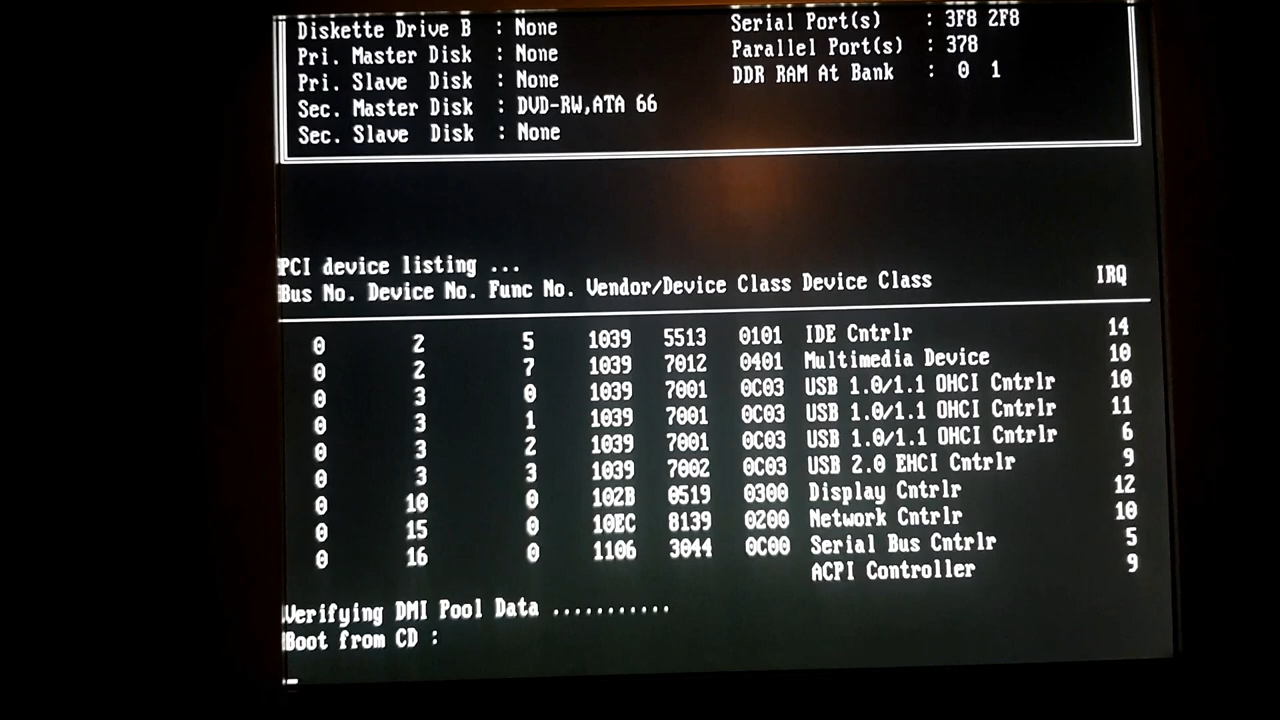 Diskette Drive B : None Serial Port(s) : 3F8 2F8
Pri. Master Disk : None Parallel Port(s) : 378
Pri. Slave Disk : None DDR RAM At Bank : 0 1
Sec. Master Disk : DVD-RW,ATA 66
Sec. Slave Disk : None
PCI device listing ...
Bus No. Device No. Func No. Vendor/Device Class Device Class IRQ
0 2 5 1039 5513 0101 IDE Cntrlr 14
0 2 7 1039 7012 0401 Multimedia Device 10
0 3 0 1039 7001 0C03 USB 1.0/1.1 OHCI Cntrlr 10
0 3 1 1039 7001 0C03 USB 1.0/1.1 OHCI Cntrlr 11
0 3 2 1039 7001 0C03 USB 1.0/1.1 OHCI Cntrlr 6
0 3 3 1039 7002 0C03 USB 2.0 EHCI Cntrlr 9
0 10 0 102B 0519 0300 Display Cntrlr 12
0 15 0 10EC 8139 0200 Network Cntrlr 10
0 16 0 1106 3044 0C00 Serial Bus Cntrlr 5
ACPI Controller 9
Verifying DMI Pool Data ...........
Boot from CD :